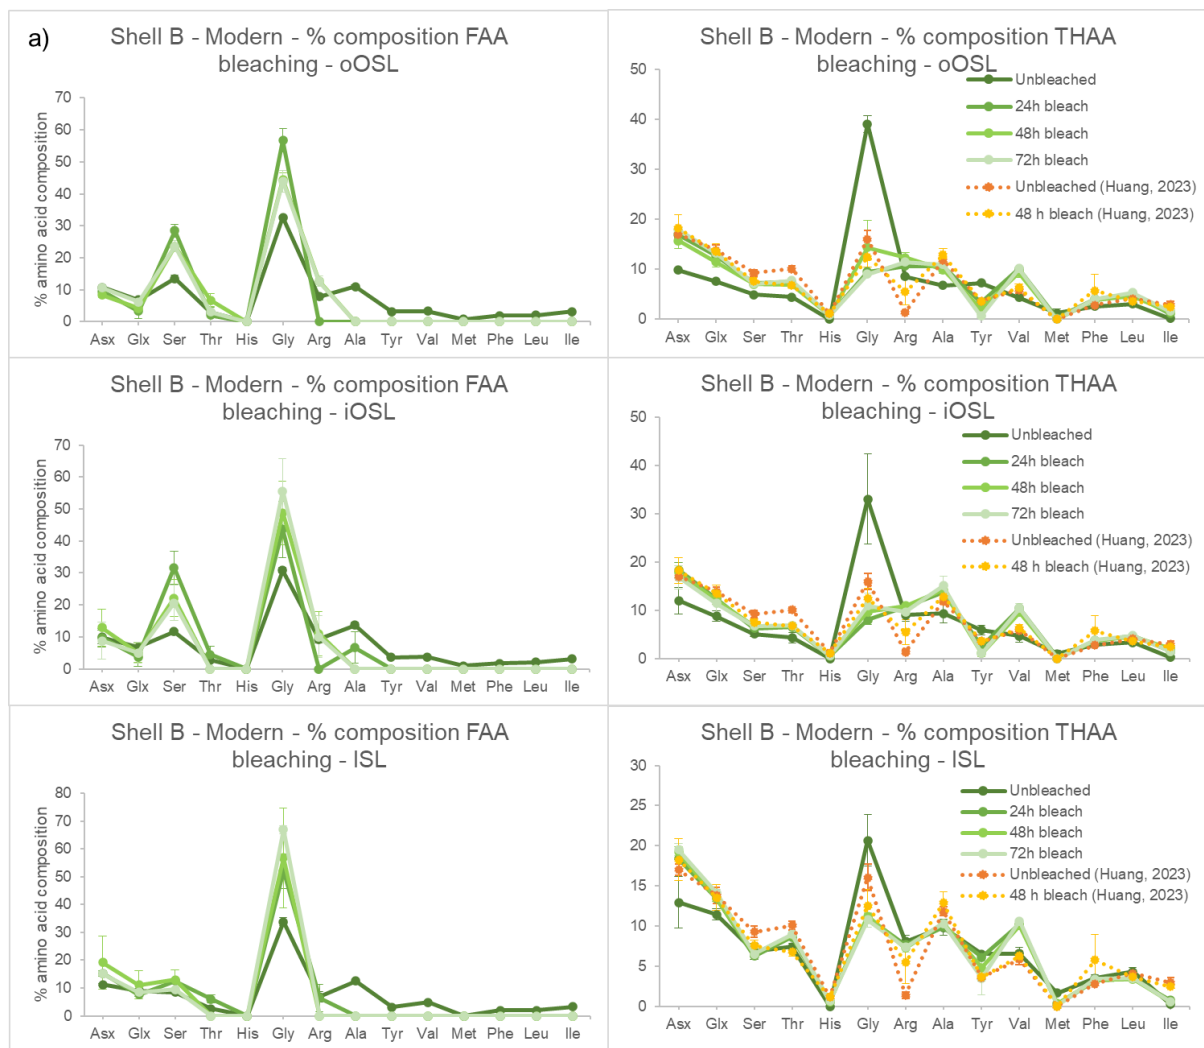 a)
Shell B - Modern - % composition FAA
bleaching - oOSL
% amino acid composition
70
60
50
40
30
20
10
0
Asx Glx Ser Thr His Gly Arg Ala Tyr Val Met Phe Leu Ile
Shell B - Modern - % composition THAA
bleaching - oOSL
50
40
30
20
10
0
Unbleached
24h bleach
48h bleach
72h bleach
Unbleached (Huang, 2023)
48 h bleach (Huang, 2023)
Asx Glx Ser Thr His Gly Arg Ala Tyr Val Met Phe Leu Ile
Shell B - Modern - % composition FAA
bleaching - iOSL
% amino acid composition
70
60
50
40
30
20
10
0
Asx Glx Ser Thr His Gly Arg Ala Tyr Val Met Phe Leu Ile
Shell B - Modern - % composition THAA
bleaching - iOSL
50
40
30
20
10
0
Unbleached
24h bleach
48h bleach
72h bleach
Unbleached (Huang, 2023)
48 h bleach (Huang, 2023)
Asx Glx Ser Thr His Gly Arg Ala Tyr Val Met Phe Leu Ile
Shell B - Modern - % composition FAA
bleaching - ISL
% amino acid composition
80
70
60
50
40
30
20
10
0
Asx Glx Ser Thr His Gly Arg Ala Tyr Val Met Phe Leu Ile
Shell B - Modern - % composition THAA
bleaching - ISL
30
25
20
15
10
5
0
Unbleached
24h bleach
48h bleach
72h bleach
Unbleached (Huang, 2023)
48 h bleach (Huang, 2023)
Asx Glx Ser Thr His Gly Arg Ala Tyr Val Met Phe Leu Ile